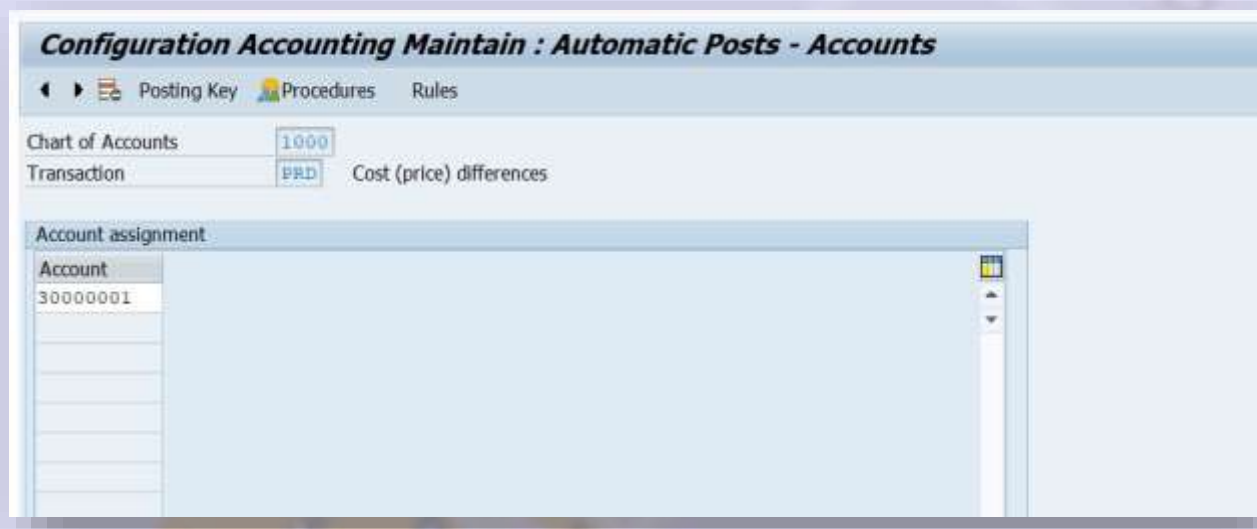 Configuration Accounting Maintain : Automatic Posts - Accounts
Posting Key Procedures Rules
Chart of Accounts 1000
Transaction PRD Cost (price) differences
Account assignment
Account
30000001